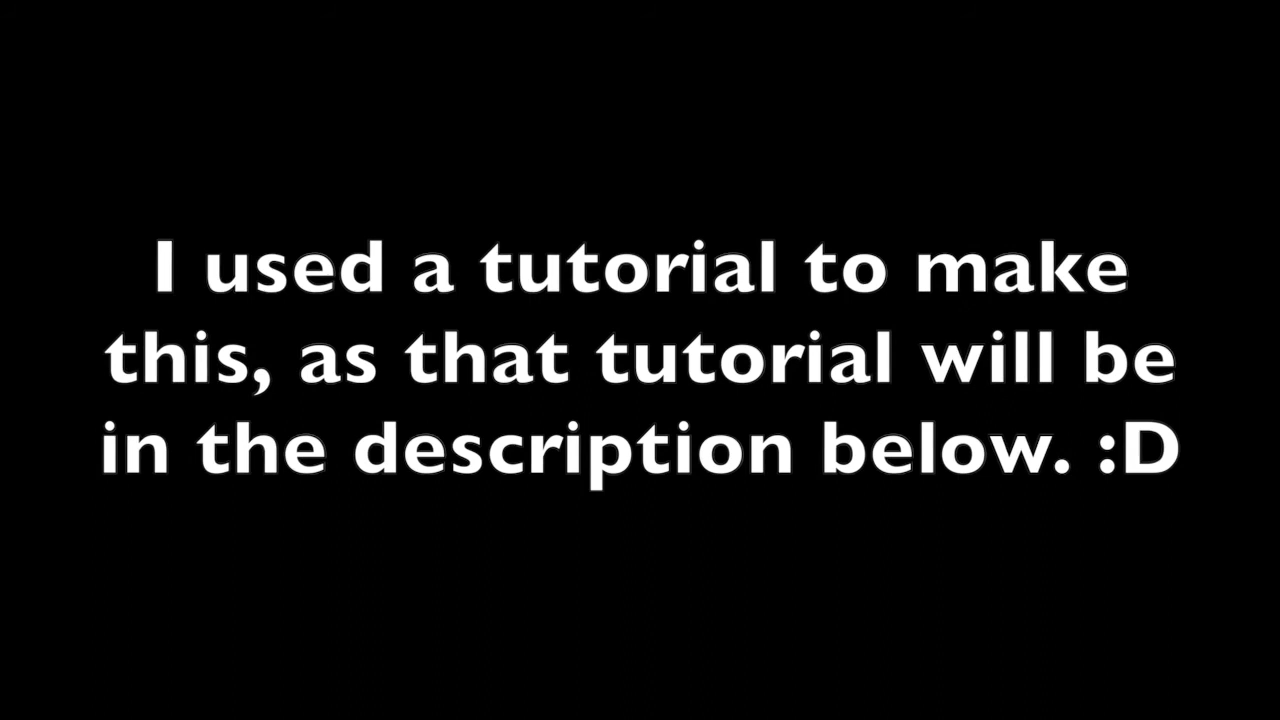 I used a tutorial to make
this, as that tutorial will be
in the description below. :D